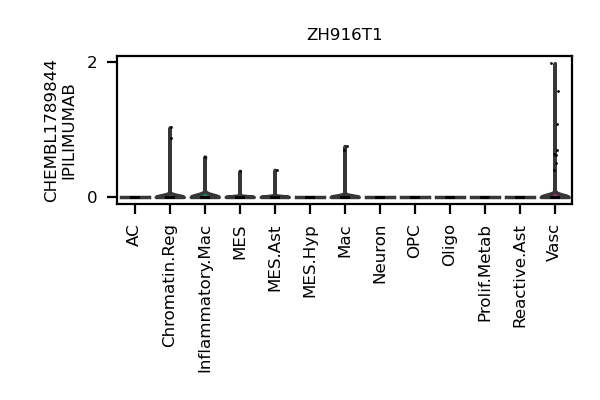 ZH916T1
CHEMBL1789844
IPILIMUMAB
2
0
AC
Chromatin.Reg
Inflammatory.Mac
MES
MES.Ast
MES.Hyp
Mac
Neuron
OPC
Oligo
Prolif.Metab
Reactive.Ast
Vasc